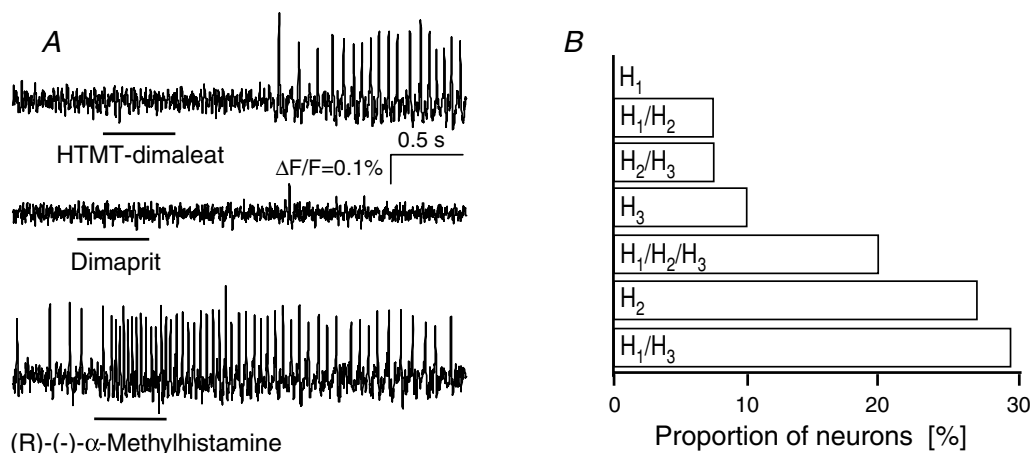 A
HTMT-dimaleat
0.5 s
ΔF/F=0.1%
Dimaprit
(R)-(-)-α-Methylhistamine
B
H₁
H₁/H₂
H₂/H₃
H₃
H₁/H₂/H₃
H₂
H₁/H₃
0 10 20 30
Proportion of neurons [%]